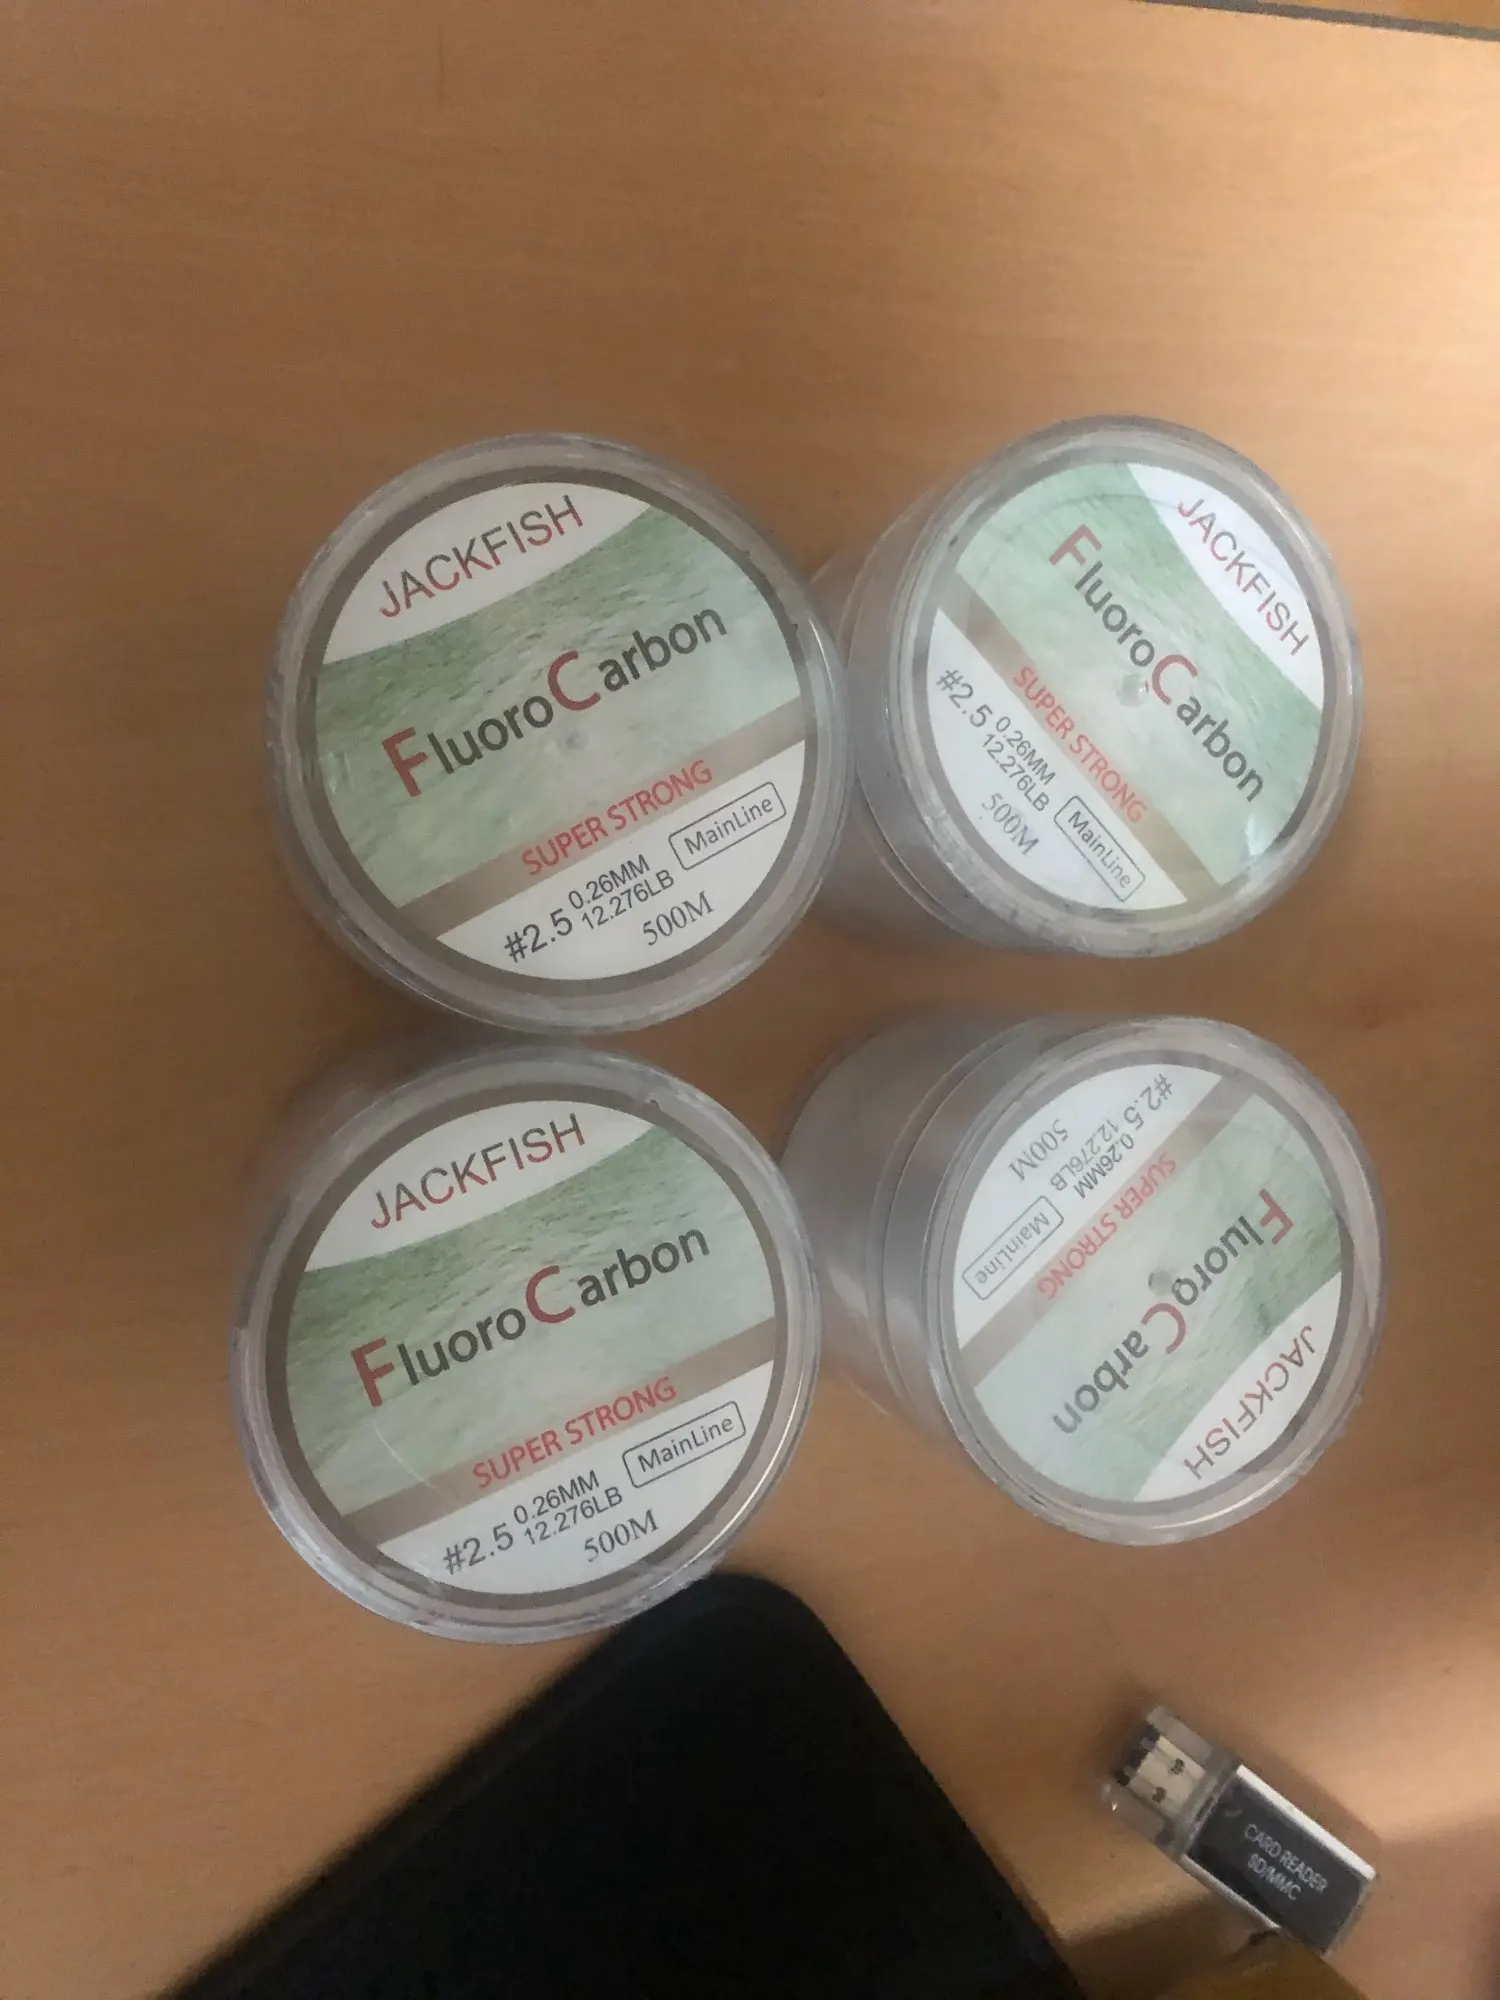 JACKFISH
FluoroCarbon
SUPER STRONG
#2.5 0.26MM
12.276LB
MainLine
500M
JACKFISH
FluoroCarbon
SUPER STRONG
#2.5 0.26MM
12.276LB
MainLine
500M
JACKFISH
FluoroCarbon
SUPER STRONG
#2.5 0.26MM
12.276LB
MainLine
500M
JACKFISH
FluoroCarbon
SUPER STRONG
#2.5 0.26MM
12.276LB
MainLine
500M
CARD READER
SD/MMC